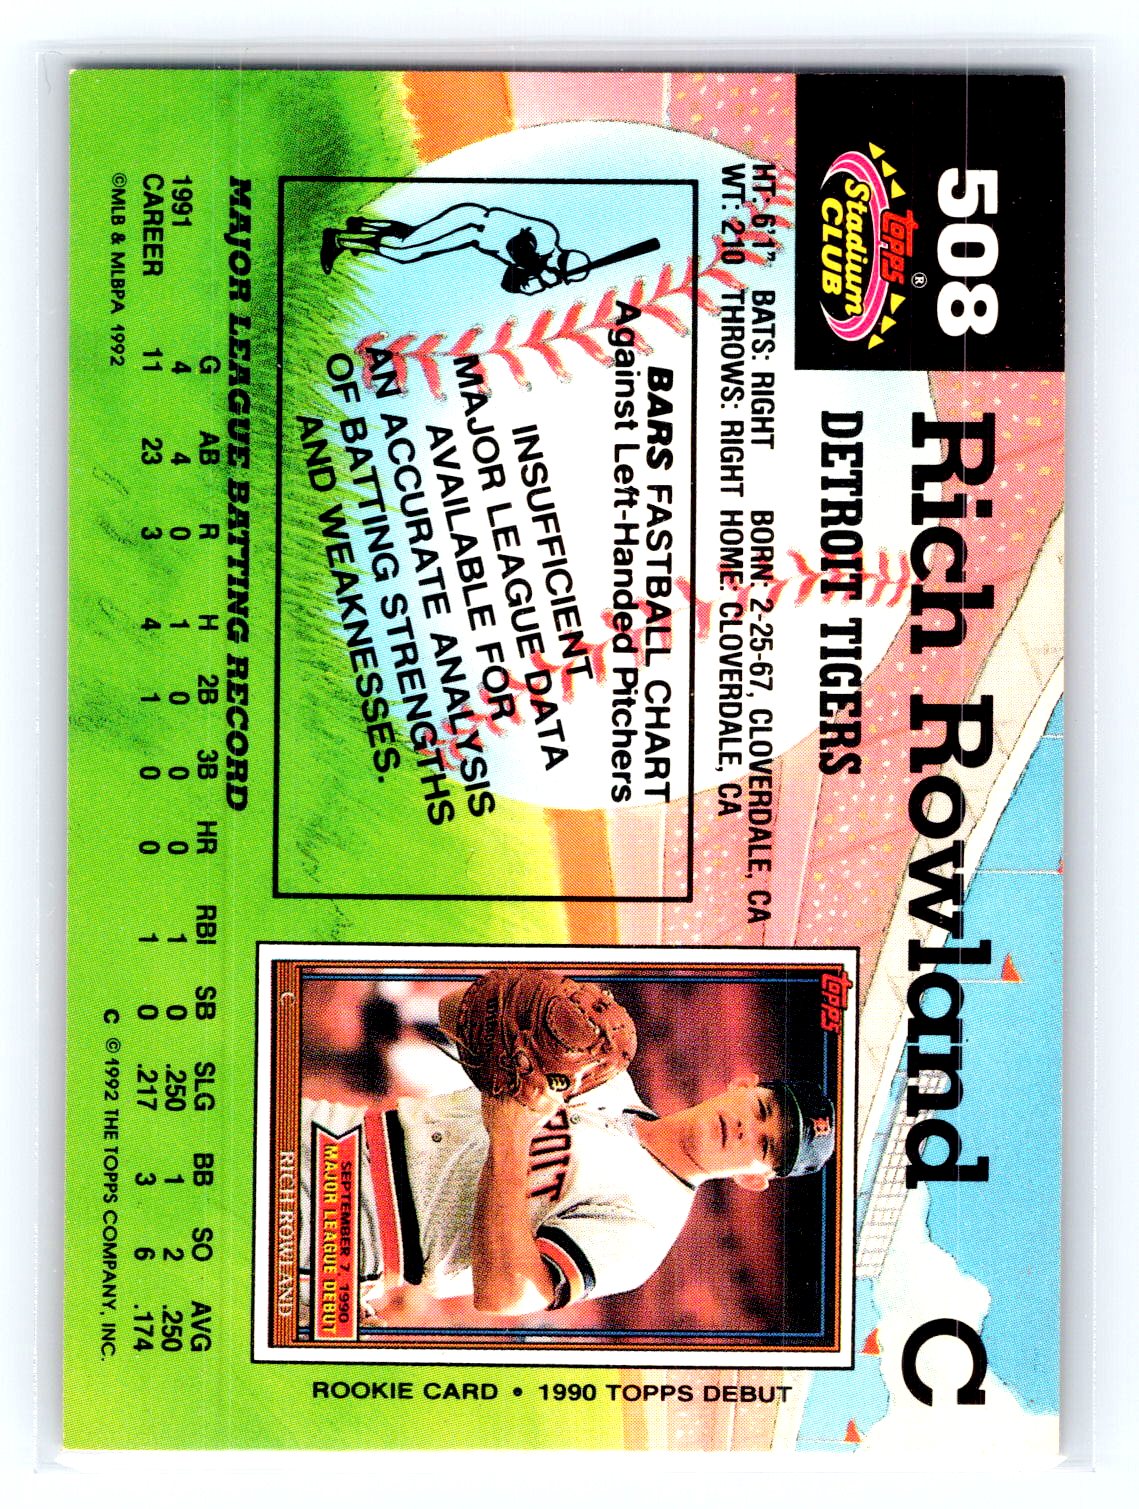 508
Topps®
Stadium
CLUB
Rich Rowland C
DETROIT TIGERS
HT: 6'1" BATS: RIGHT BORN: 2-25-67, CLOVERDALE, CA
WT: 210 THROWS: RIGHT HOME: CLOVERDALE, CA
BARS FASTBALL CHART
Against Left-Handed Pitchers
INSUFFICIENT
MAJOR LEAGUE DATA
AVAILABLE FOR
AN ACCURATE ANALYSIS
OF BATTING STRENGTHS
AND WEAKNESSES.
Topps
SEPTEMBER 7, 1990
MAJOR LEAGUE DEBUT
C RICH ROWLAND
ROOKIE CARD • 1990 TOPPS DEBUT
MAJOR LEAGUE BATTING RECORD
G AB R H 2B 3B HR RBI SB SLG BB SO AVG
1991 4 4 0 1 0 0 0 1 0 .250 1 2 .250
CAREER 11 23 3 4 1 0 0 1 0 .217 3 6 .174
©MLB & MLBPA 1992 C ©1992 THE TOPPS COMPANY, INC.